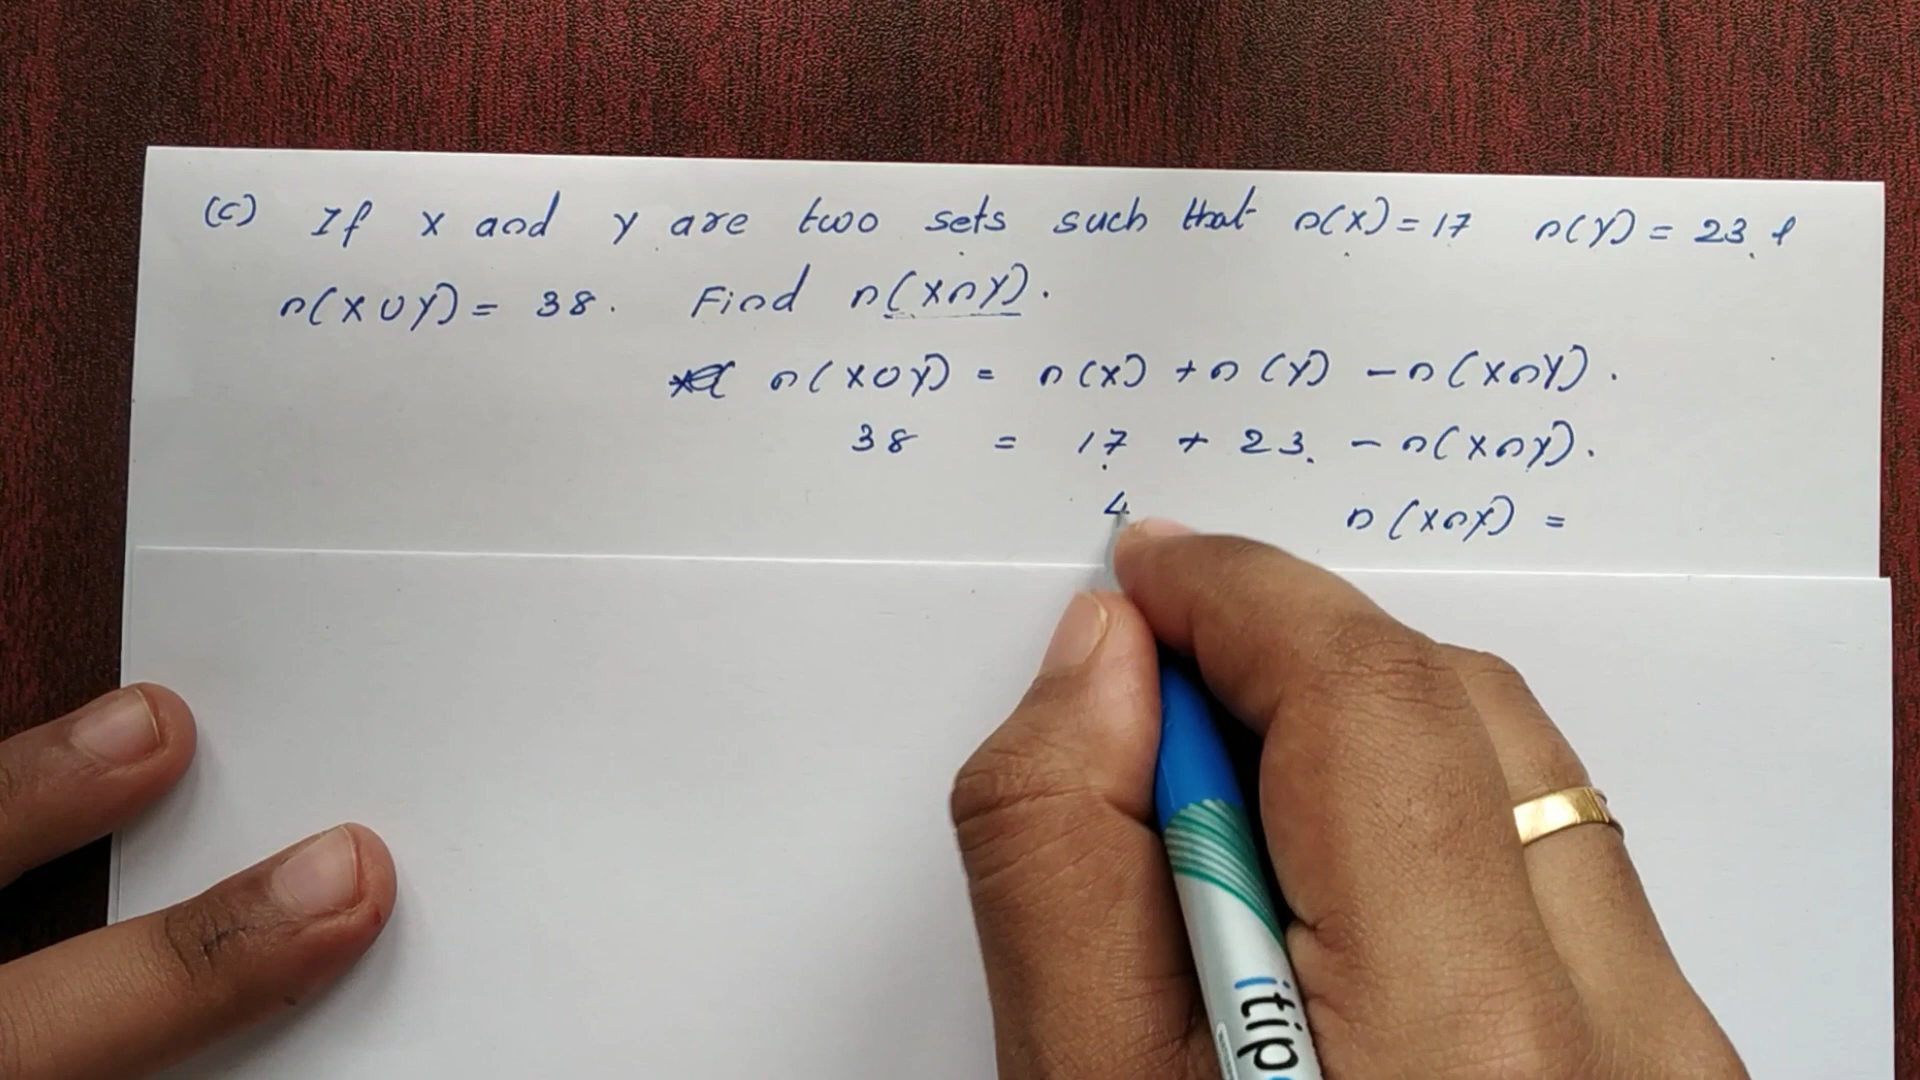 (c) If X and Y are two sets such that n(X) = 17 n(Y) = 23 &
n(X∪Y) = 38. Find n(X∩Y).
n(X∪Y) = n(X) + n(Y) - n(X∩Y).
38 = 17 + 23. - n(X∩Y).
4 n(X∩Y) =
itip